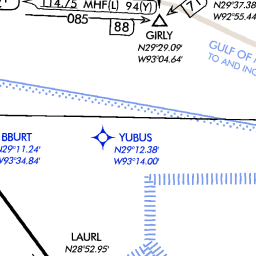 114.75 MHF(L) 94(Y)
085
88
71
N29°37.38
W92°55.44
GIRLY
N29°29.09
W93°04.64
GULF OF
TO AND IN
BBURT
N29°11.24
W93°34.84
YUBUS
N29°12.38
W93°14.00
LAURL
N28°52.95